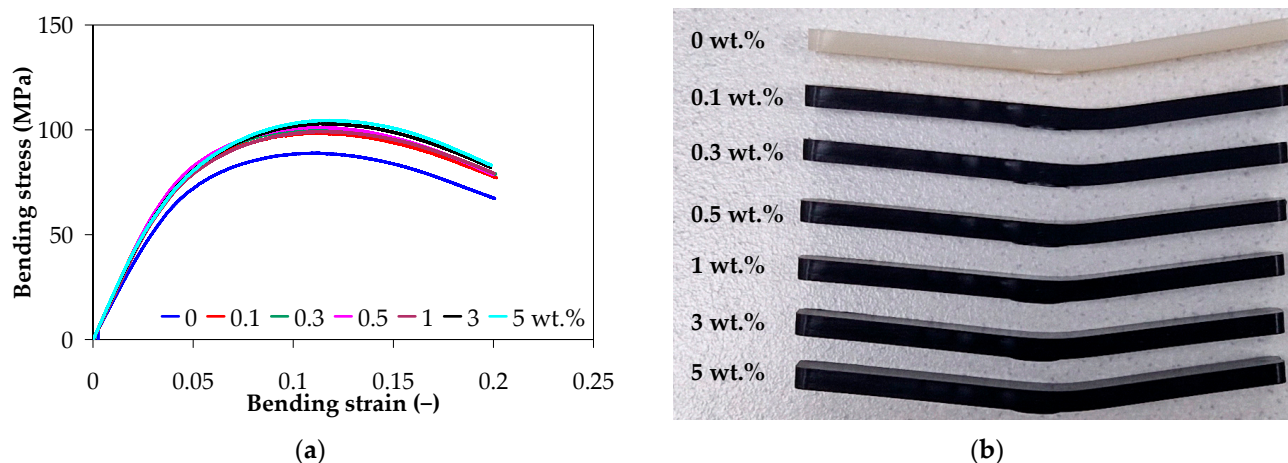 150
100
50
0
Bending stress (MPa)
0 0.1 0.3 0.5 1 3 5 wt.%
0 0.05 0.1 0.15 0.2 0.25
Bending strain (–)
(a)
0 wt.%
0.1 wt.%
0.3 wt.%
0.5 wt.%
1 wt.%
3 wt.%
5 wt.%
(b)